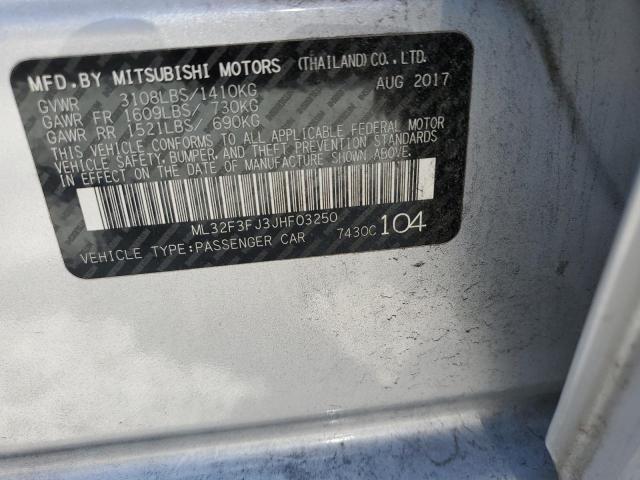 MFD.BY MITSUBISHI MOTORS (THAILAND) CO.,LTD.
AUG 2017
GVWR 3108LBS/1410KG
GAWR FR 1609LBS/ 730KG
GAWR RR 1521LBS/ 690KG
THIS VEHICLE CONFORMS TO ALL APPLICABLE FEDERAL MOTOR
VEHICLE SAFETY, BUMPER, AND THEFT PREVENTION STANDARDS
IN EFFECT ON THE DATE OF MANUFACTURE SHOWN ABOVE.
ML32F3FJ3JHF03250
VEHICLE TYPE:PASSENGER CAR 7430C 104